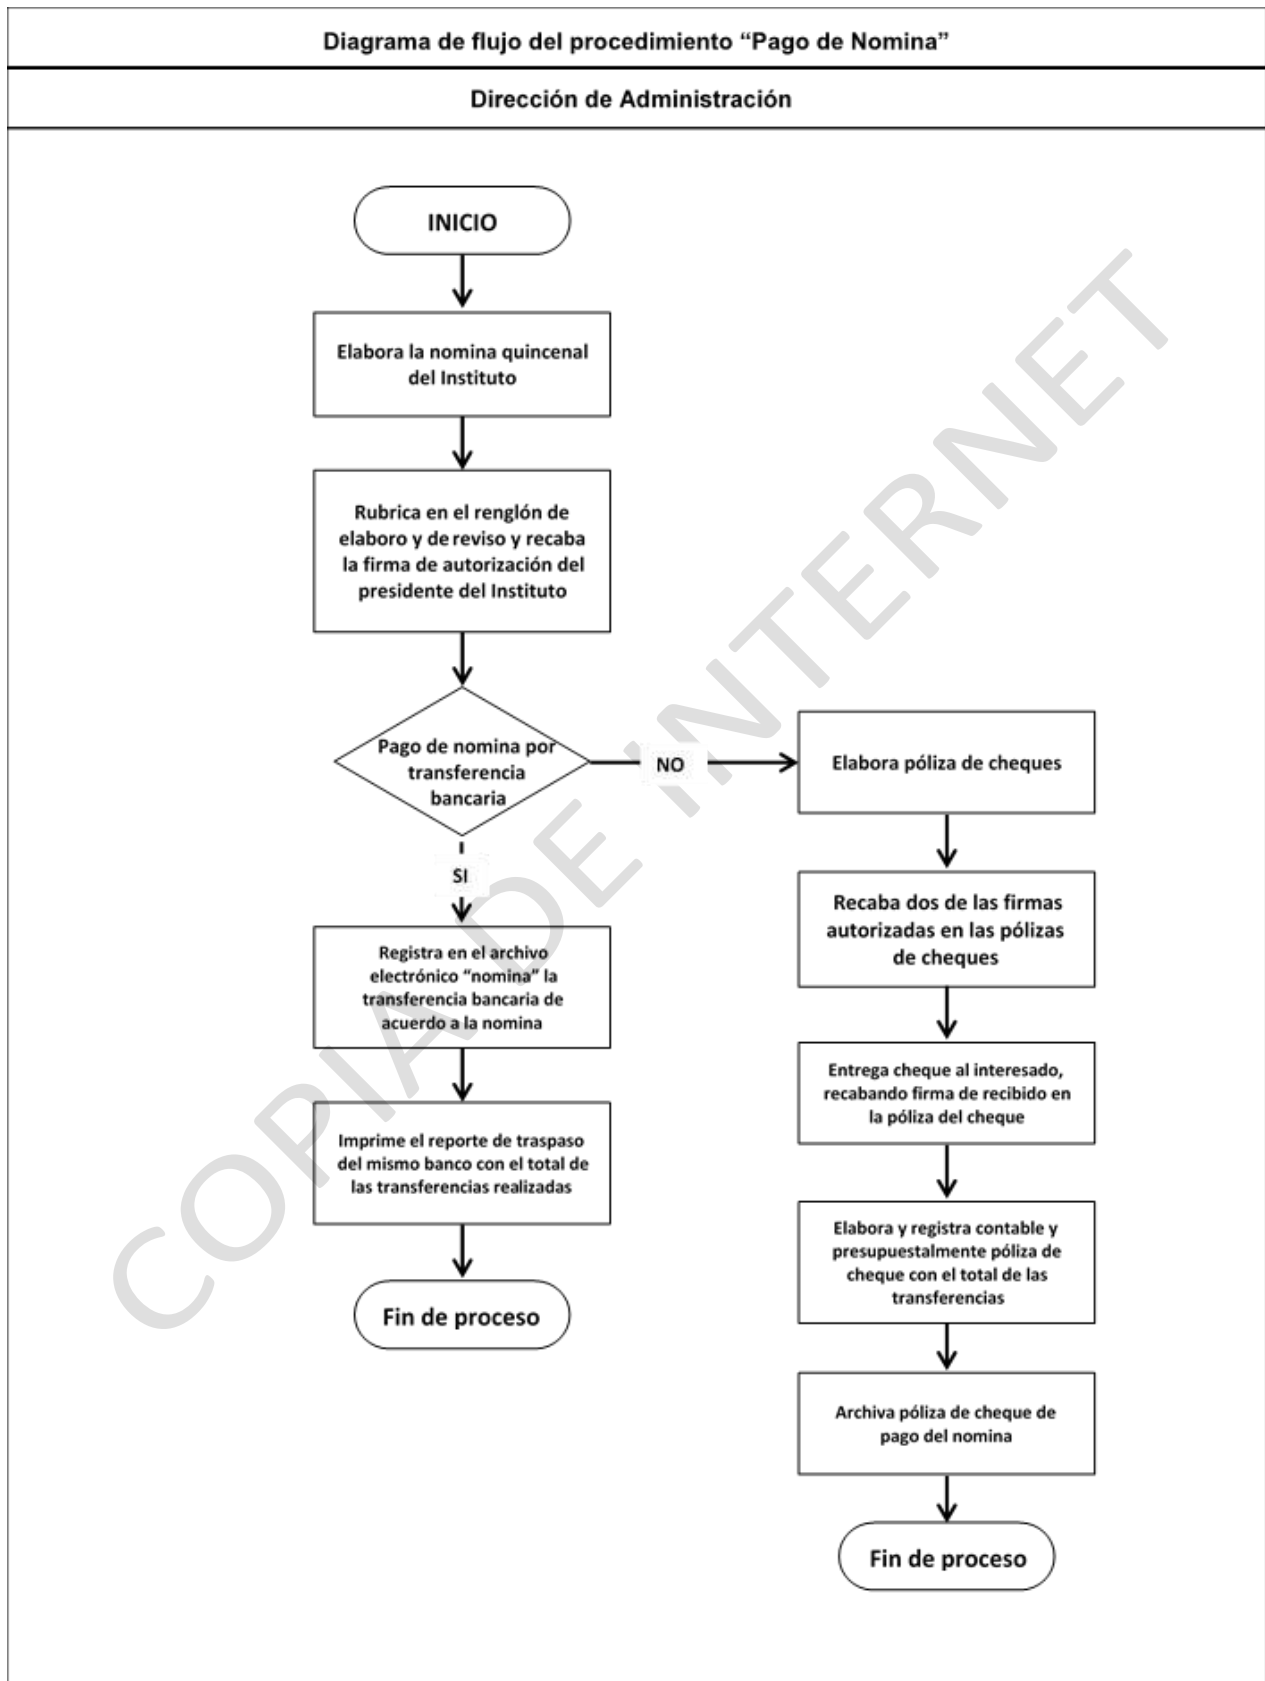 Diagrama de flujo del procedimiento “Pago de Nomina”
Dirección de Administración
INICIO
Elabora la nomina quincenal
del Instituto
Rubrica en el renglón de
elaboro y de reviso y recaba
la firma de autorización del
presidente del Instituto
Pago de nomina por
transferencia
bancaria
NO
SI
Registra en el archivo
electrónico “nomina” la
transferencia bancaria de
acuerdo a la nomina
Imprime el reporte de traspaso
del mismo banco con el total de
las transferencias realizadas
Fin de proceso
Elabora póliza de cheques
Recaba dos de las firmas
autorizadas en las pólizas
de cheques
Entrega cheque al interesado,
recabando firma de recibido en
la póliza del cheque
Elabora y registra contable y
presupuestalmente póliza de
cheque con el total de las
transferencias
Archiva póliza de cheque de
pago del nomina
Fin de proceso
COPIA DE INTERNET